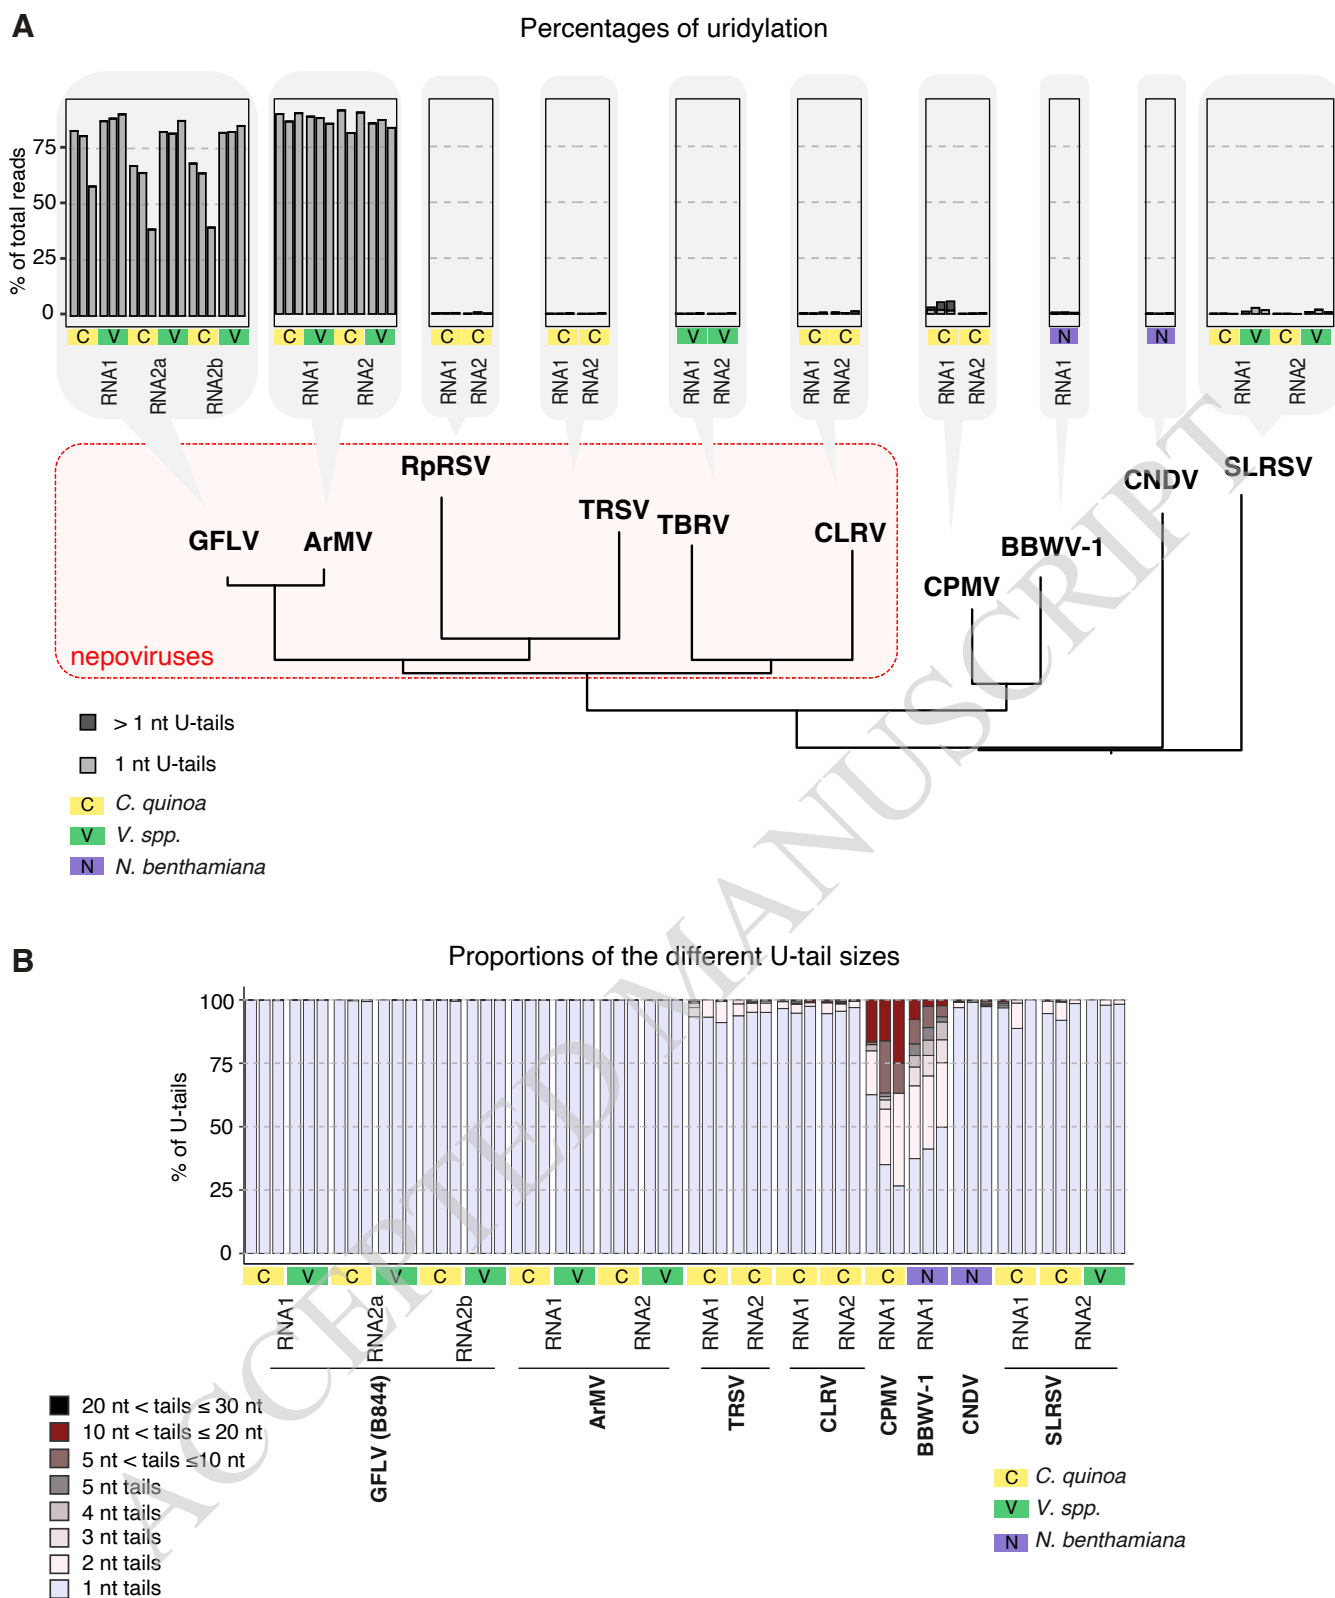 A
Percentages of uridylation
% of total reads
75
50
25
0
C V C V C V
C V C V
C C
C C
V V
C C
C C
N
N
C V C V
RNA1 RNA2a RNA2b
RNA1 RNA2
RNA1 RNA2
RNA1 RNA2
RNA1 RNA2
RNA1 RNA2
RNA1 RNA2
RNA1
RNA1 RNA2
RpRSV
SLRSV
CNDV
TRSV
TBRV
CLRV
GFLV
ArMV
BBWV-1
CPMV
nepoviruses
> 1 nt U-tails
1 nt U-tails
C C. quinoa
V V. spp.
N N. benthamiana
ACCEPTED MANUSCRIPT
B
Proportions of the different U-tail sizes
% of U-tails
100
75
50
25
0
C V C V C V C V C V C C C C C N N C C V
RNA1 RNA2a RNA2b RNA1 RNA2 RNA1 RNA2 RNA1 RNA2 RNA1 RNA1 RNA1 RNA2
GFLV (B844) ArMV TRSV CLRV CPMV BBWV-1 CNDV SLRSV
20 nt < tails ≤ 30 nt
10 nt < tails ≤ 20 nt
5 nt < tails ≤10 nt
5 nt tails
4 nt tails
3 nt tails
2 nt tails
1 nt tails
C C. quinoa
V V. spp.
N N. benthamiana